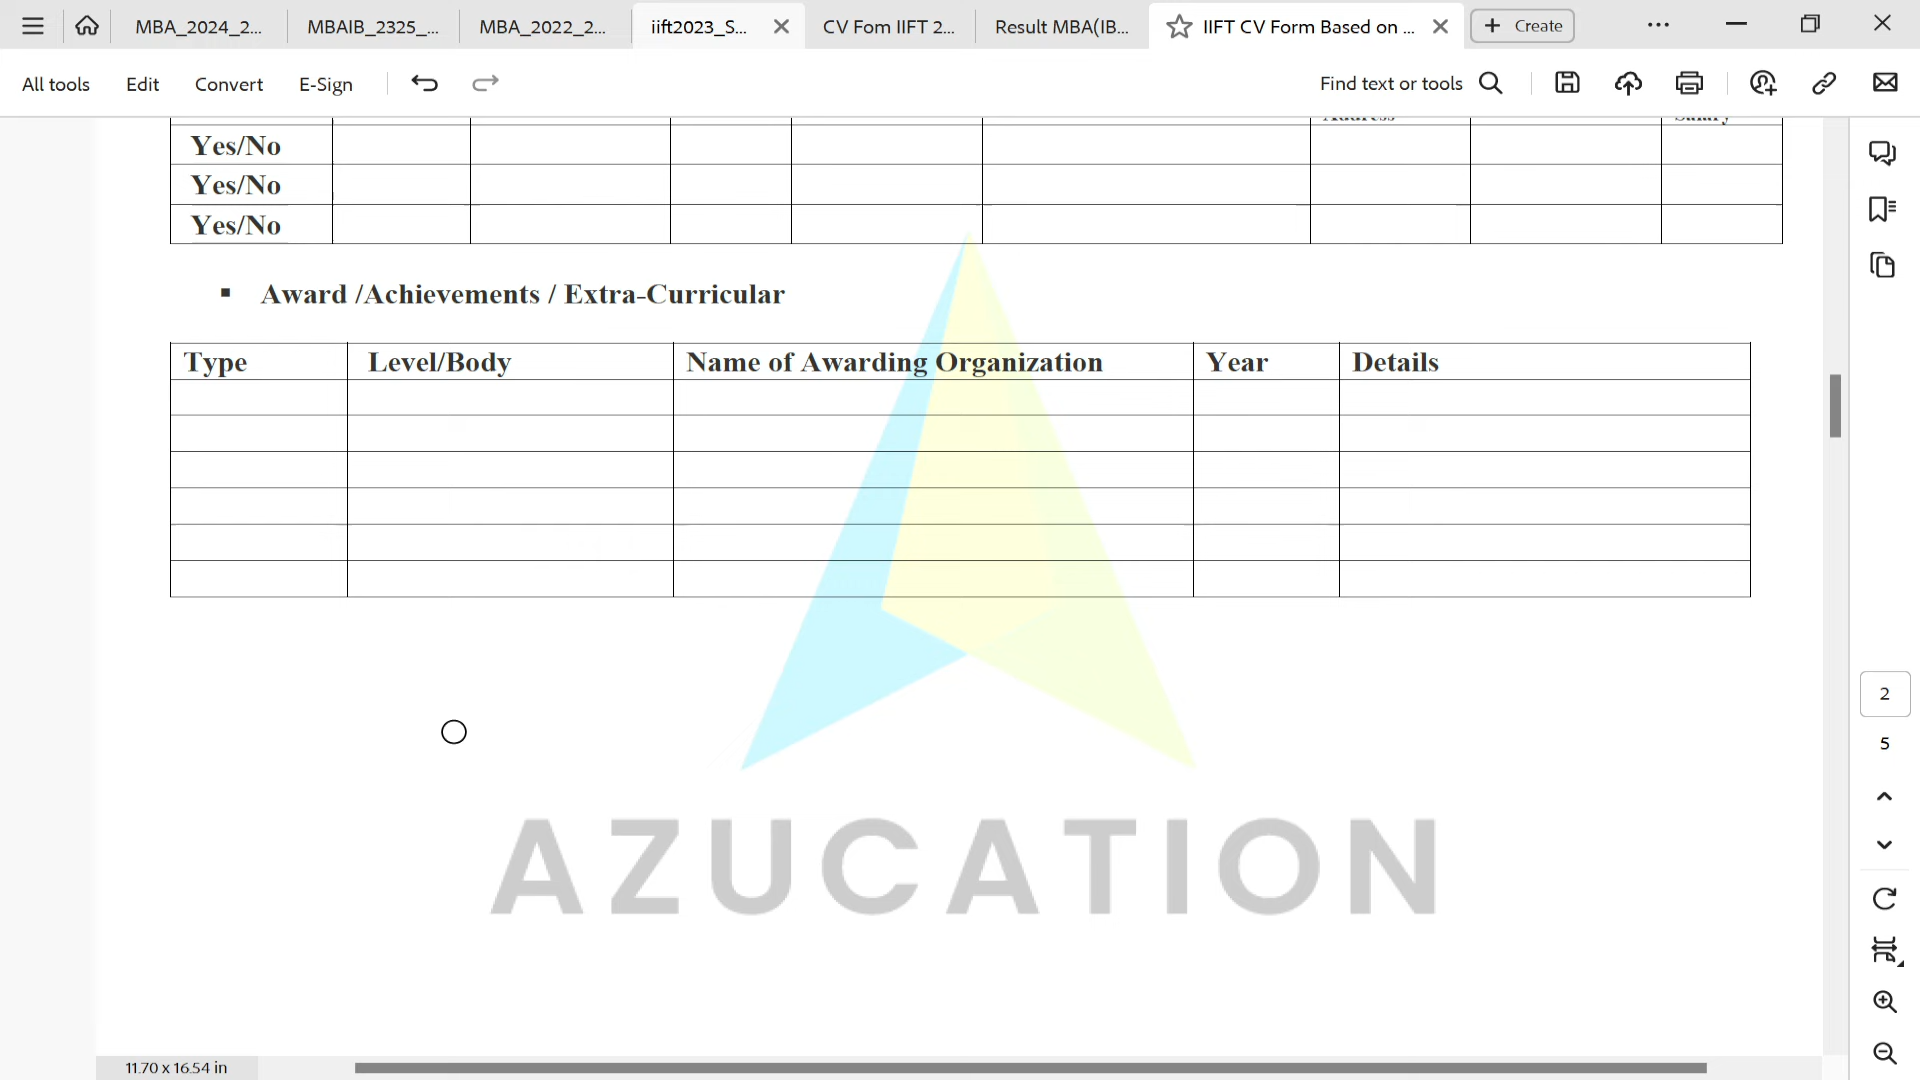 MBA_2024_2...
MBAIB_2325_...
MBA_2022_2...
iift2023_S...
CV Fom IIFT 2...
Result MBA(IB...
IIFT CV Form Based on ...
Create
All tools
Edit
Convert
E-Sign
Find text or tools
Address
Salary
Yes/No
Yes/No
Yes/No
Award /Achievements / Extra-Curricular
Type Level/Body Name of Awarding Organization Year Details
AZUCATION
2
5
11.70 x 16.54 in